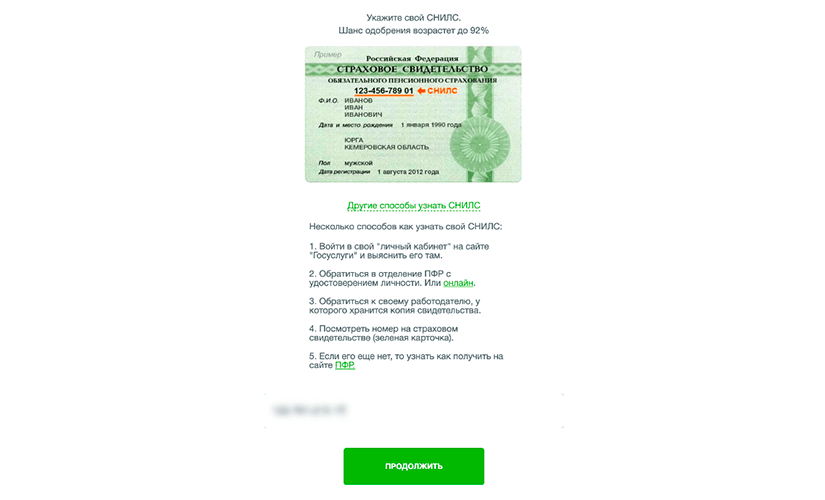 Укажите свой СНИЛС.
Шанс одобрения возрастет до 92%
Пример
Российская Федерация
СТРАХОВОЕ СВИДЕТЕЛЬСТВО
ОБЯЗАТЕЛЬНОГО ПЕНСИОННОГО СТРАХОВАНИЯ
123-456-789 01 СНИЛС
Ф.И.О. ИВАНОВ
ИВАН
ИВАНОВИЧ
Дата и место рождения 1 января 1990 года
ЮРГА
КЕМЕРОВСКАЯ ОБЛАСТЬ
Пол мужской
Дата регистрации 1 августа 2012 года
Другие способы узнать СНИЛС
Несколько способов как узнать свой СНИЛС:
1. Войти в свой "личный кабинет" на сайте
"Госуслуги" и выяснить его там.
2. Обратиться в отделение ПФР с
удостоверением личности. Или онлайн.
3. Обратиться к своему работодателю, у
которого хранится копия свидетельства.
4. Посмотреть номер на страховом
свидетельстве (зеленая карточка).
5. Если его еще нет, то узнать как получить на
сайте ПФР.
ПРОДОЛЖИТЬ